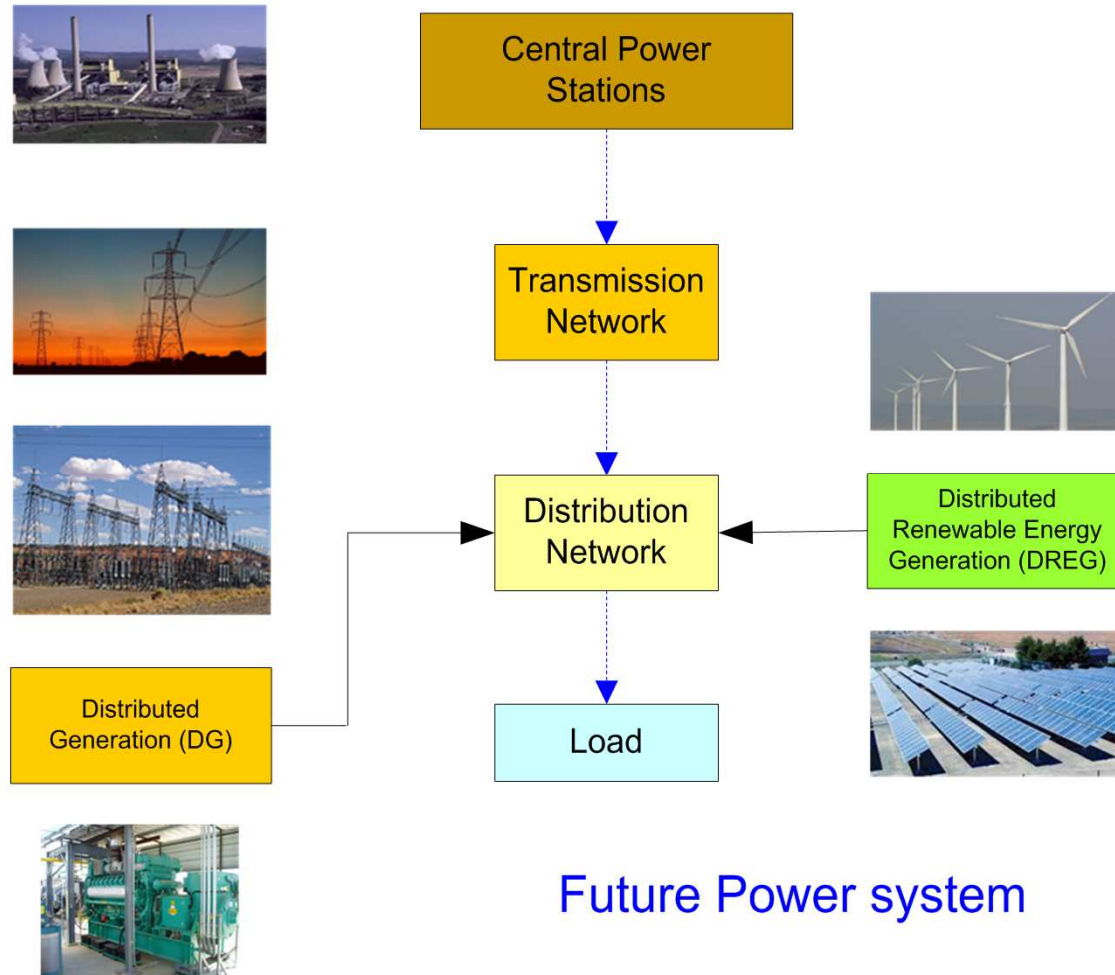 Central Power
Stations
Transmission
Network
Distribution
Network
Distributed
Renewable Energy
Generation (DREG)
Distributed
Generation (DG)
Load
Future Power system